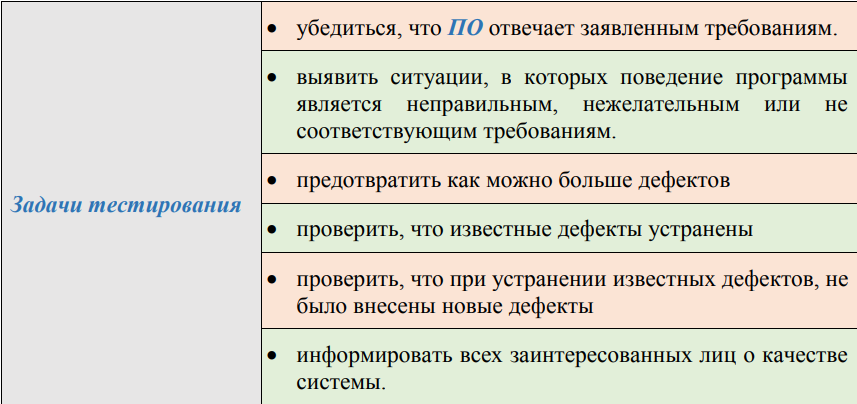 Задачи тестирования
• убедиться, что ПО отвечает заявленным требованиям.
• выявить ситуации, в которых поведение программы
является неправильным, нежелательным или не
соответствующим требованиям.
• предотвратить как можно больше дефектов
• проверить, что известные дефекты устранены
• проверить, что при устранении известных дефектов, не
было внесены новые дефекты
• информировать всех заинтересованных лиц о качестве
системы.